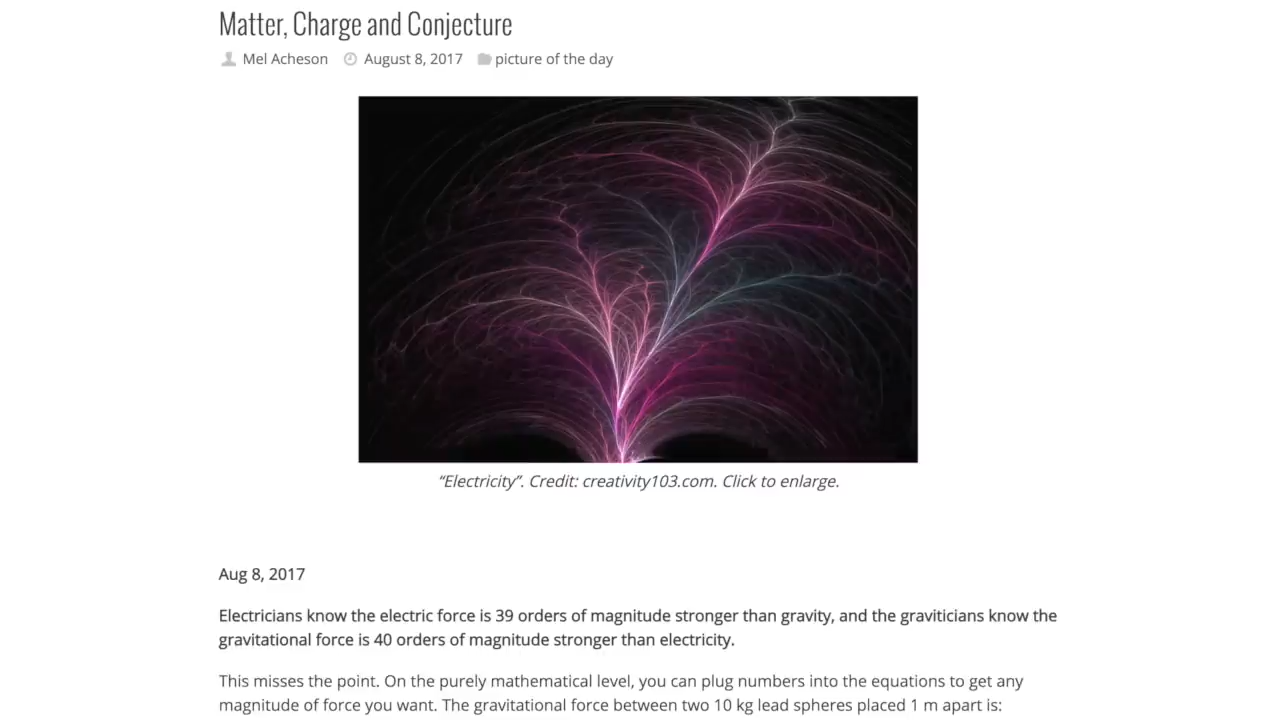 Matter, Charge and Conjecture
Mel Acheson August 8, 2017 picture of the day
“Electricity”. Credit: creativity103.com. Click to enlarge.
Aug 8, 2017
Electricians know the electric force is 39 orders of magnitude stronger than gravity, and the graviticians know the
gravitational force is 40 orders of magnitude stronger than electricity.
This misses the point. On the purely mathematical level, you can plug numbers into the equations to get any
magnitude of force you want. The gravitational force between two 10 kg lead spheres placed 1 m apart is: